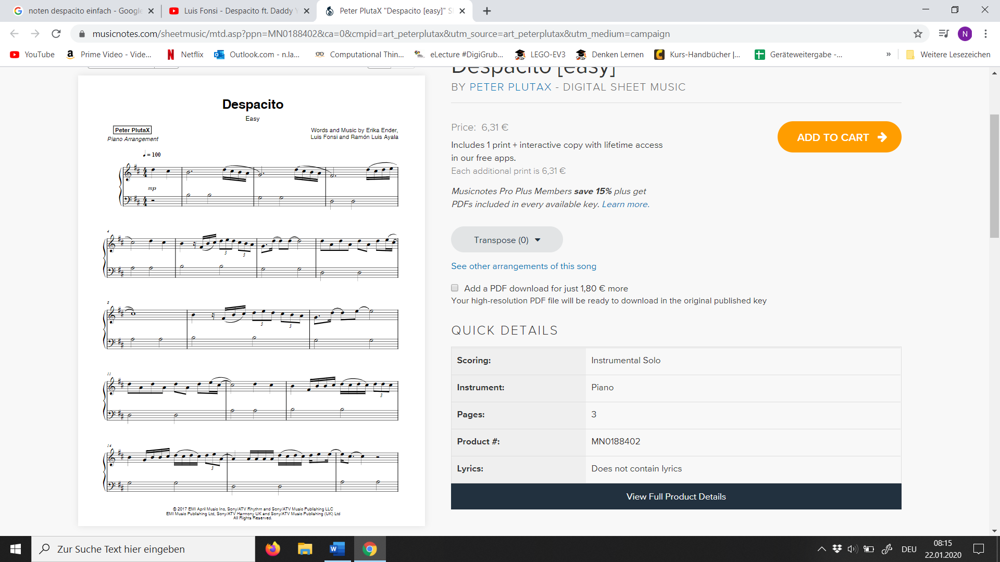 noten despacito einfach - Google
Luis Fonsi - Despacito ft. Daddy Y
Peter PlutaX "Despacito [easy]" S
musicnotes.com/sheetmusic/mtd.asp?ppn=MN0188402&ca=0&cmpid=art_peterplutax&utm_source=art_peterplutax&utm_medium=campaign
N
YouTube
Prime Video - Vide...
Netflix
Outlook.com - n.la...
Computational Thin...
eLecture #DigiGrub...
LEGO-EV3
Denken Lernen
Kurs-Handbücher |...
Geräteweitergabe -...
»
Weitere Lesezeichen
Despacito
Easy
Peter PlutaX
Piano Arrangement
Words and Music by Erika Ender,
Luis Fonsi and Ramón Luis Ayala
= 100
mp
4
3 3
8
3 3
11
3
14
3
© 2017 EMI April Music Inc, Sony/ATV Rhythm and Sony/ATV Music Publishing LLC
EMI Music Publishing Ltd, Sony/ATV Harmony UK and Sony/ATV Music Publishing (UK) Ltd
All Rights Reserved.
Despacito [easy]
BY PETER PLUTAX - DIGITAL SHEET MUSIC
Price: 6,31 €
ADD TO CART
Includes 1 print + interactive copy with lifetime access
in our free apps.
Each additional print is 6,31 €
Musicnotes Pro Plus Members save 15% plus get
PDFs included in every available key. Learn more.
Transpose (0)
See other arrangements of this song
Add a PDF download for just 1,80 € more
Your high-resolution PDF file will be ready to download in the original published key
QUICK DETAILS
Scoring: Instrumental Solo
Instrument: Piano
Pages: 3
Product #: MN0188402
Lyrics: Does not contain lyrics
View Full Product Details
Zur Suche Text hier eingeben
DEU
08:15
22.01.2020